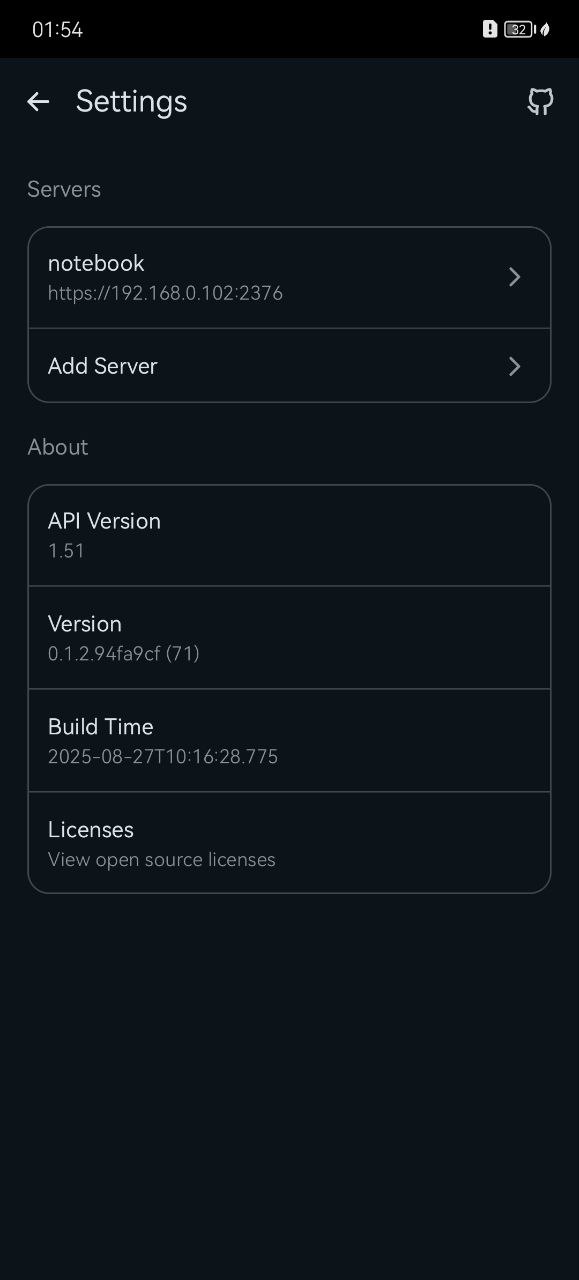 01:54
32
Settings
Servers
notebook
https://192.168.0.102:2376
Add Server
About
API Version
1.51
Version
0.1.2.94fa9cf (71)
Build Time
2025-08-27T10:16:28.775
Licenses
View open source licenses